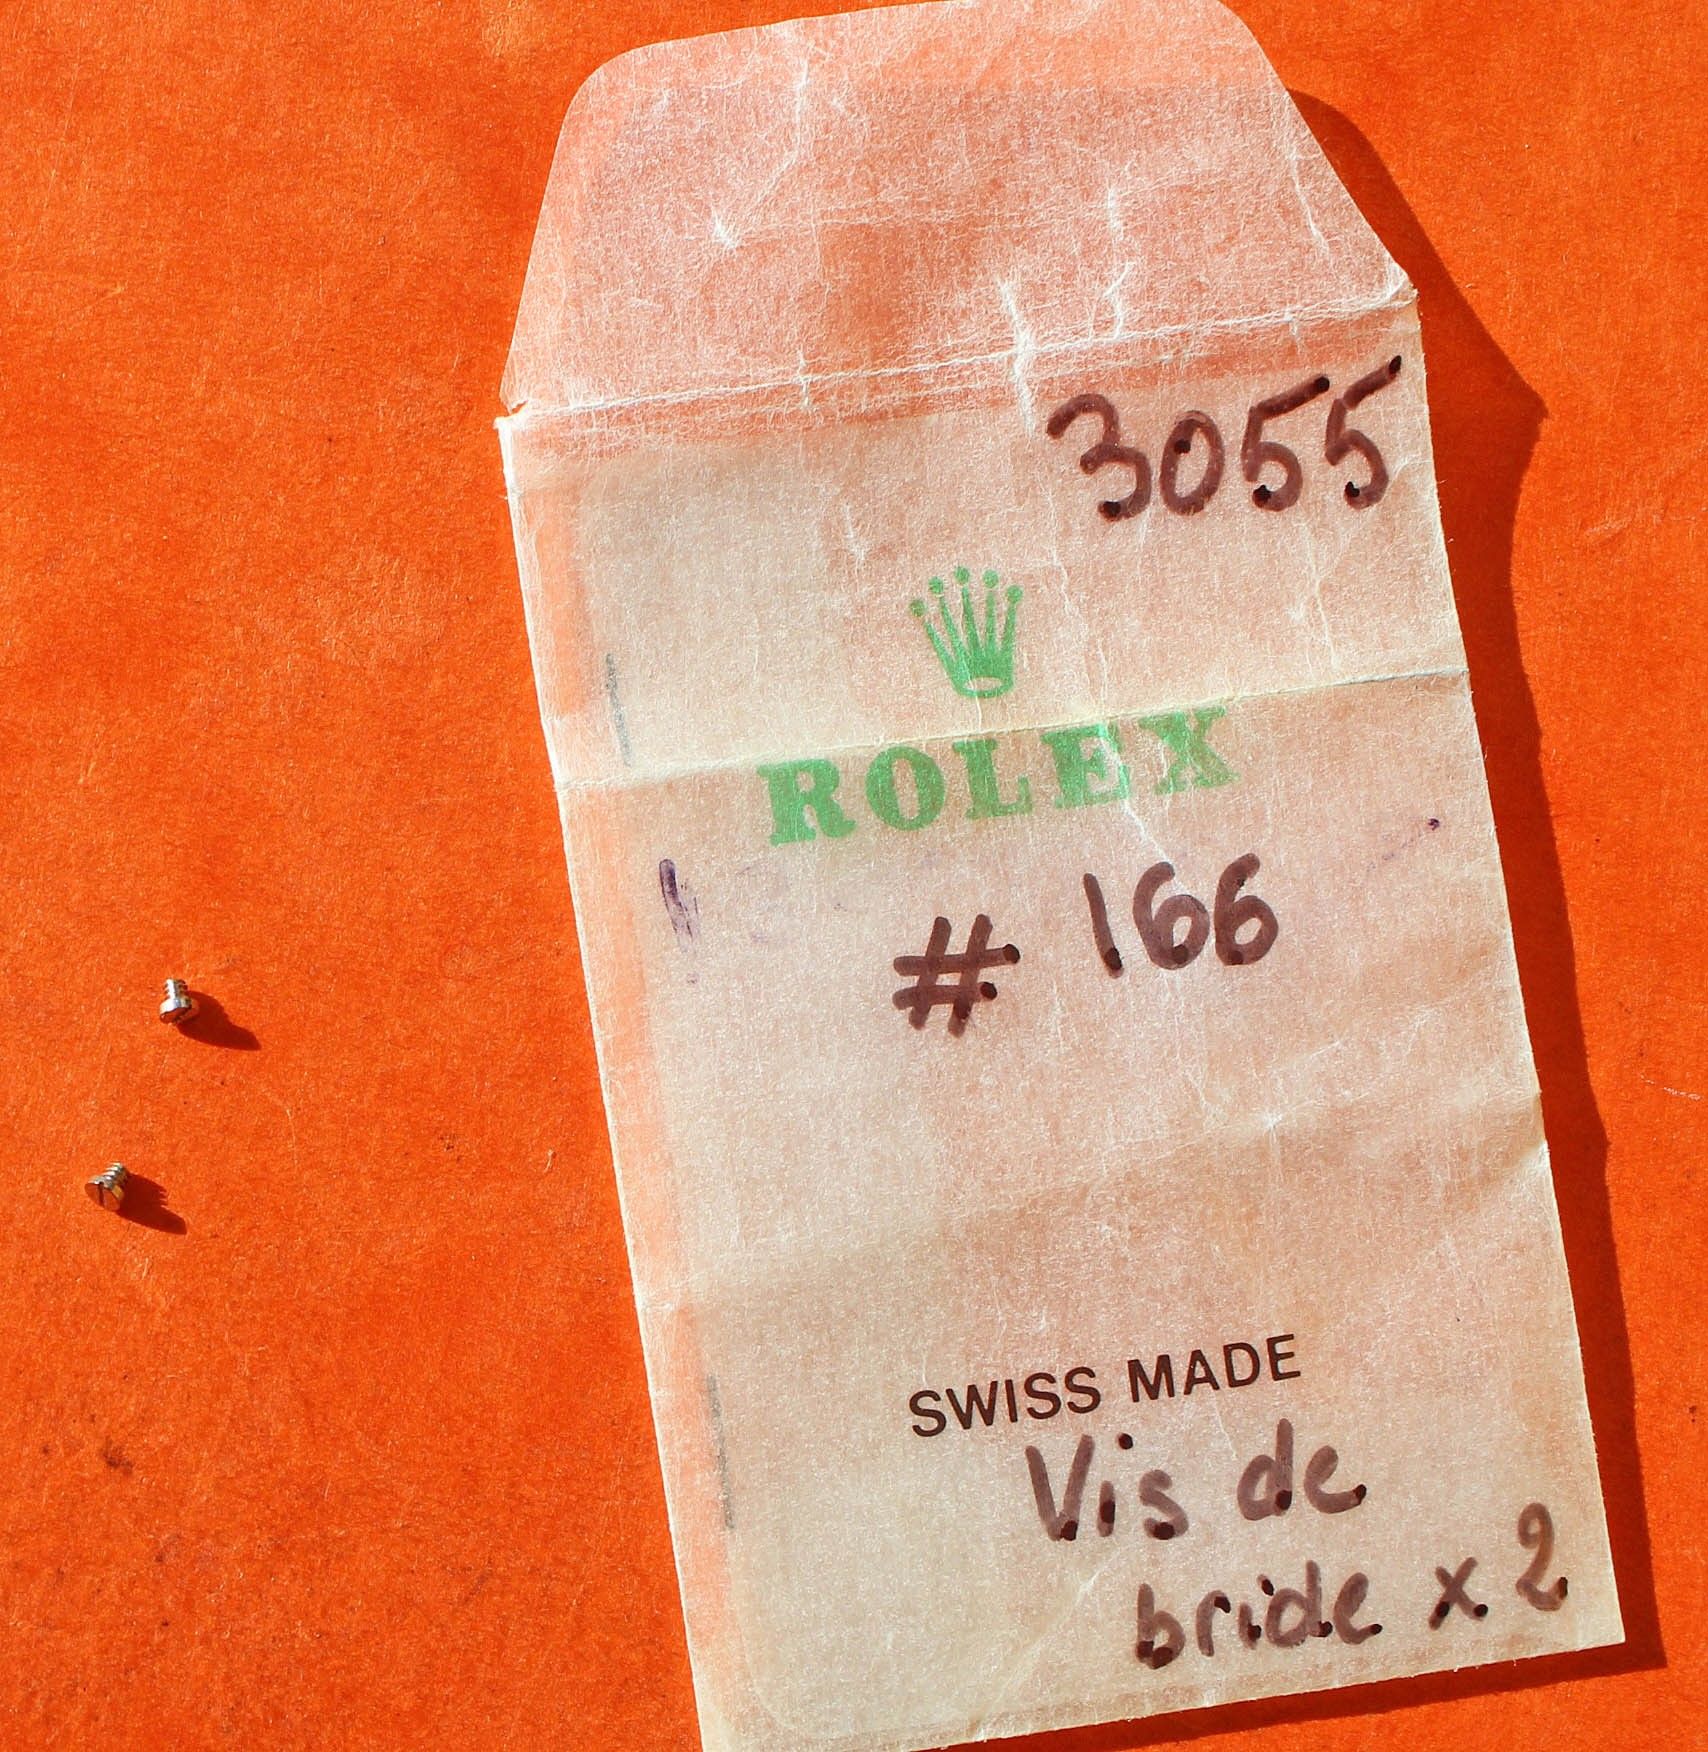 3055
ROLEX
# 166
SWISS MADE
Vis de
bride x 2